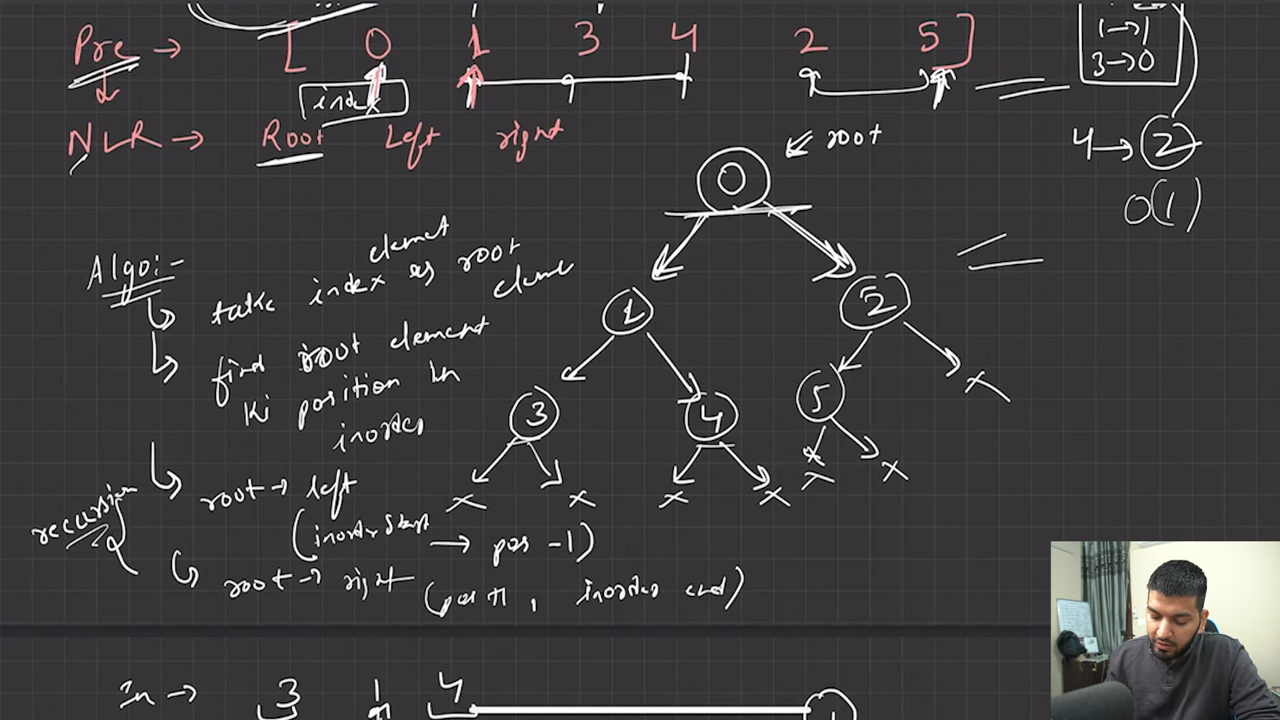 Pre → [ 0 1 3 4 2 5 ]
index
1→1
3→0
NLR → Root Left right
4→ 2
O(1)
root
0
Algo:-
take index element as root
1 2
find root element
ki position in
inorder
3 4 5 x
x x x x x x
recursion
root → left
(inorder start → pos -1)
root → right (pos+1, inorder end)
In → 3 1 4